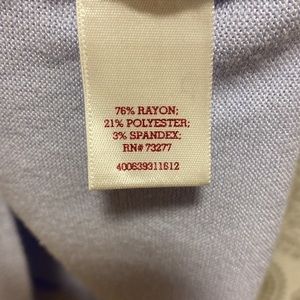 76% RAYON;
21% POLYESTER;
3% SPANDEX;
RN# 73277
400639311612